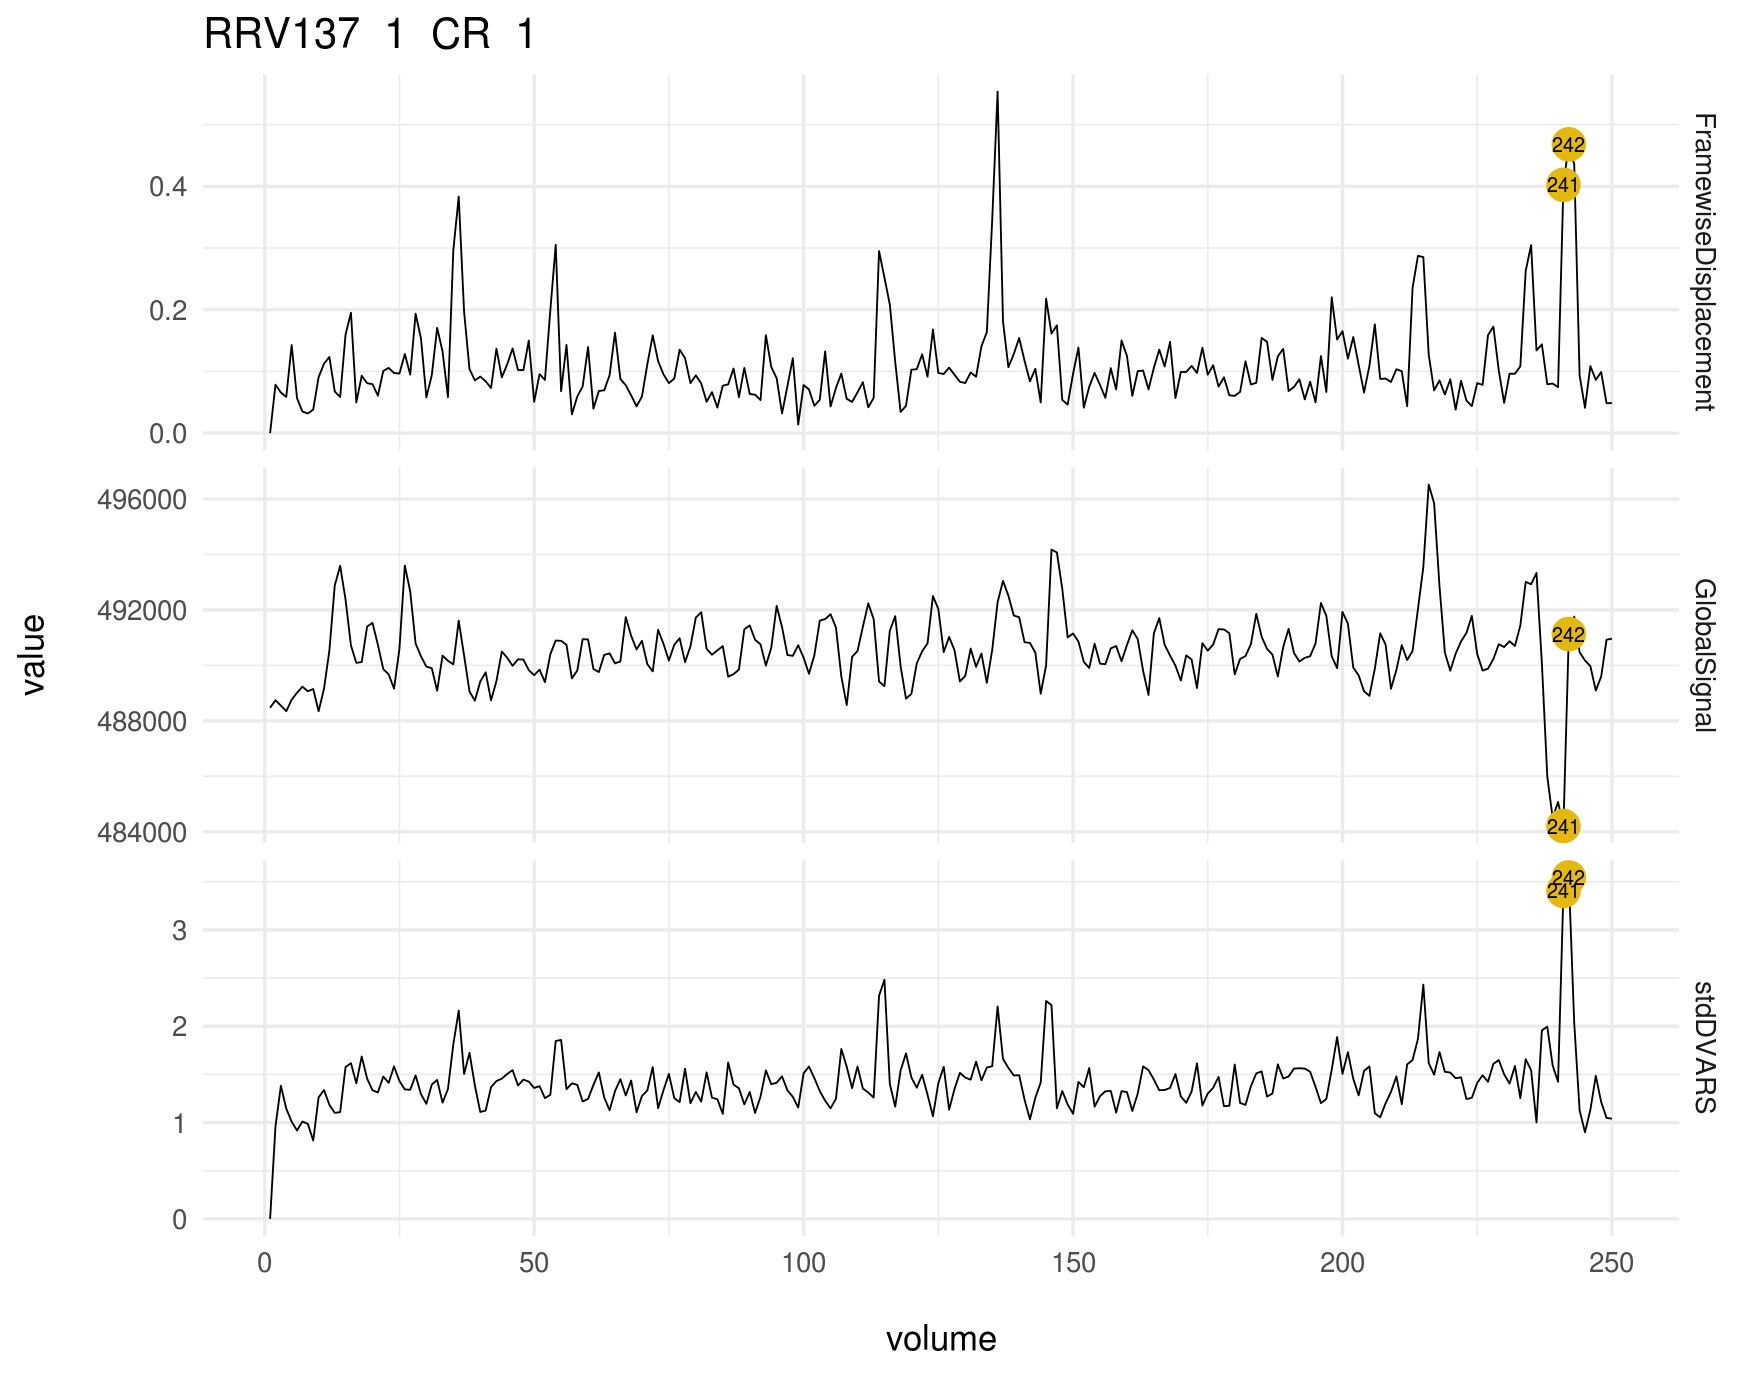 RRV137 1 CR 1
0.4
0.2
0.0
242
241
FramewiseDisplacement
496000
492000
488000
484000
242
241
GlobalSignal
value
3
2
1
0
242
241
stdDVARS
0 50 100 150 200 250
volume